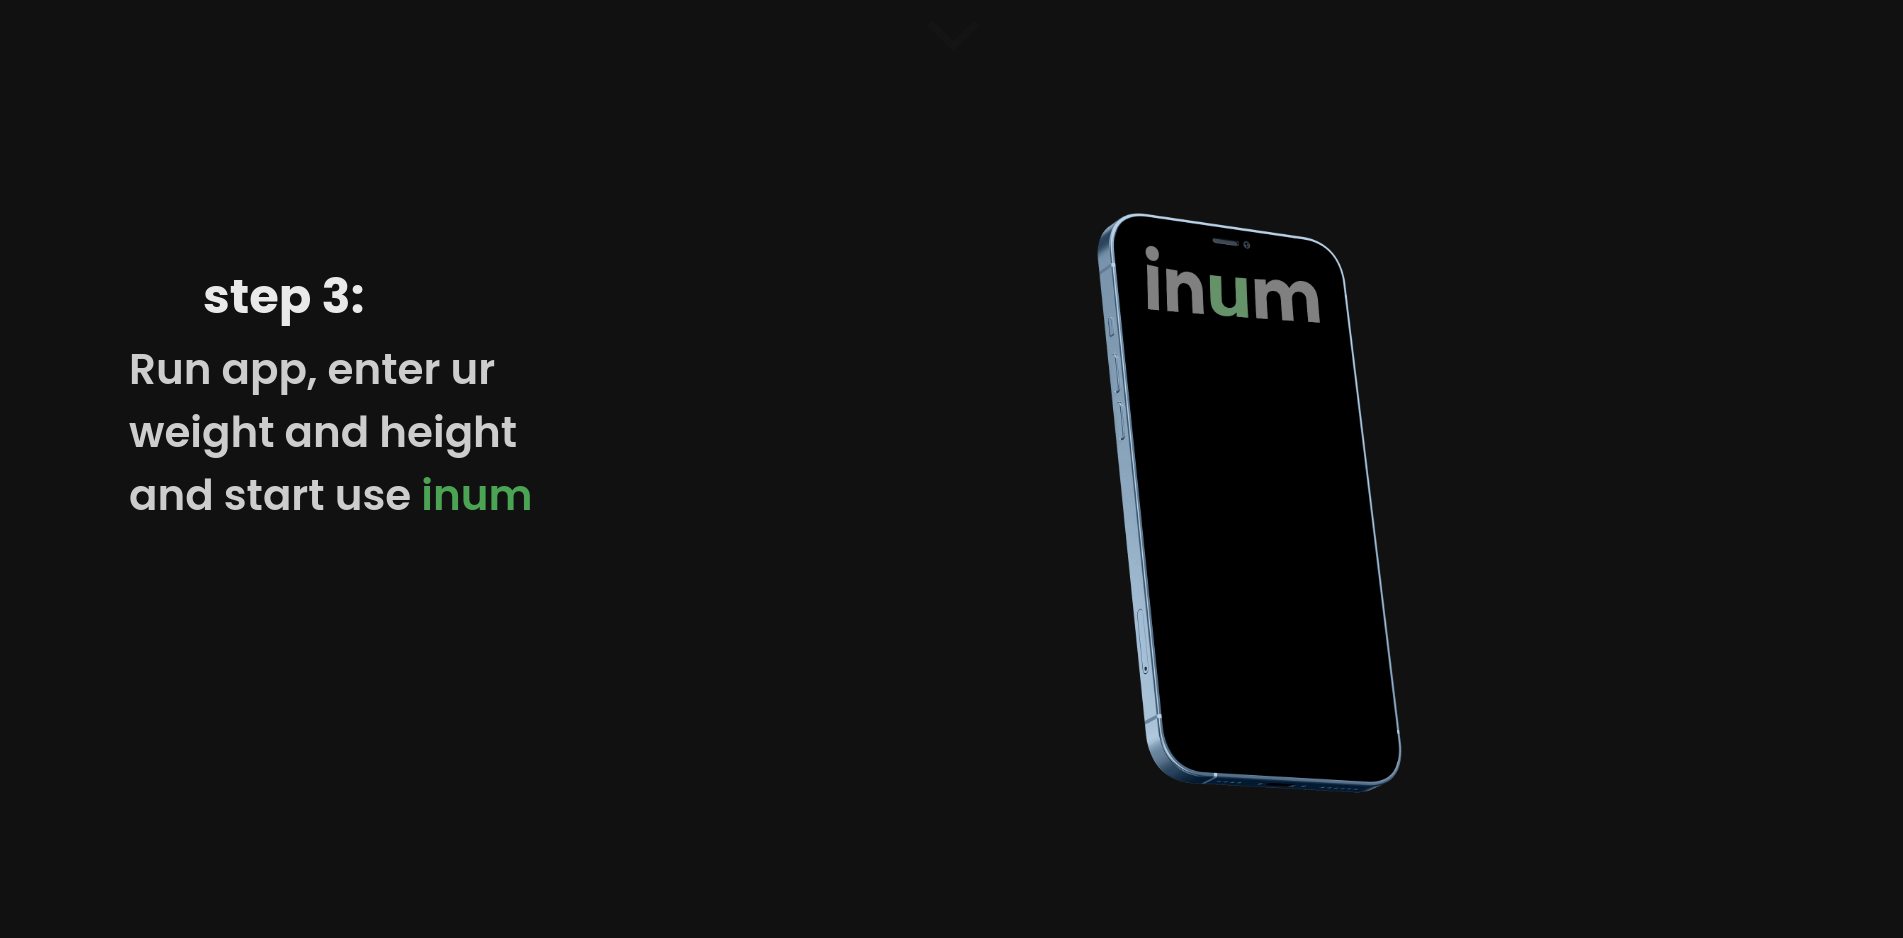 step 3:
Run app, enter ur
weight and height
and start use inum
inum